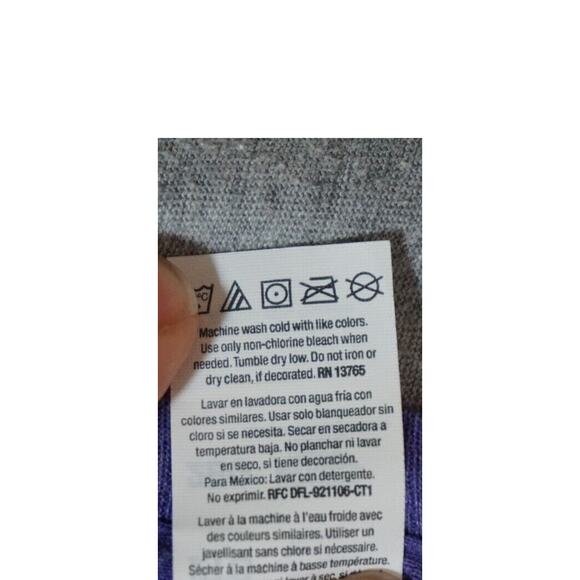 °C
Machine wash cold with like colors.
Use only non-chlorine bleach when
needed. Tumble dry low. Do not iron or
dry clean, if decorated. RN 13765
Lavar en lavadora con agua fría con
colores similares. Usar solo blanqueador sin
cloro si se necesita. Secar en secadora a
temperatura baja. No planchar ni lavar
en seco, si tiene decoración.
Para México: Lavar con detergente.
No exprimir. RFC DFL-921106-CT1
Laver à la machine à l'eau froide avec
des couleurs similaires. Utiliser un
javellisant sans chlore si nécessaire.
Sécher à la machine à basse température.
laver à sec, si